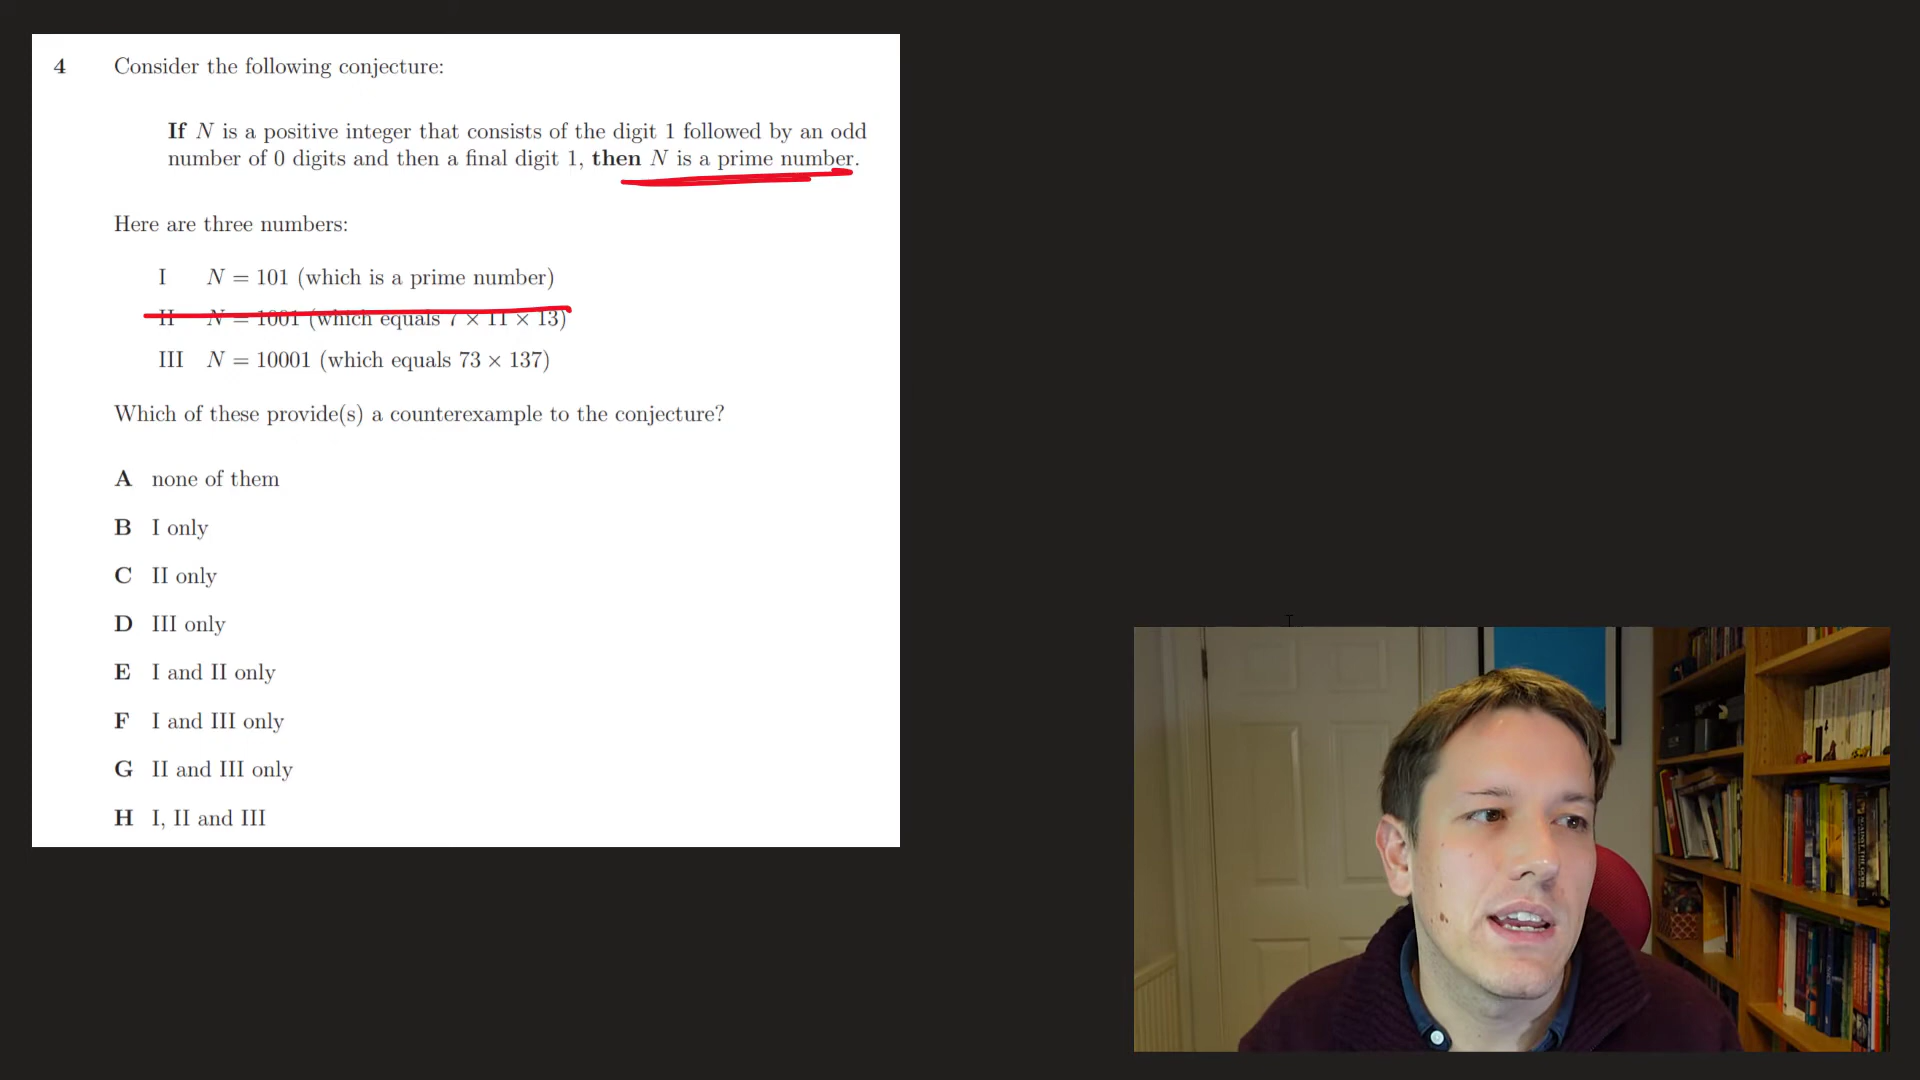 4 Consider the following conjecture:
If N is a positive integer that consists of the digit 1 followed by an odd
number of 0 digits and then a final digit 1, then N is a prime number.
Here are three numbers:
I N = 101 (which is a prime number)
II N = 1001 (which equals 7 × 11 × 13)
III N = 10001 (which equals 73 × 137)
Which of these provide(s) a counterexample to the conjecture?
A none of them
B I only
C II only
D III only
E I and II only
F I and III only
G II and III only
H I, II and III